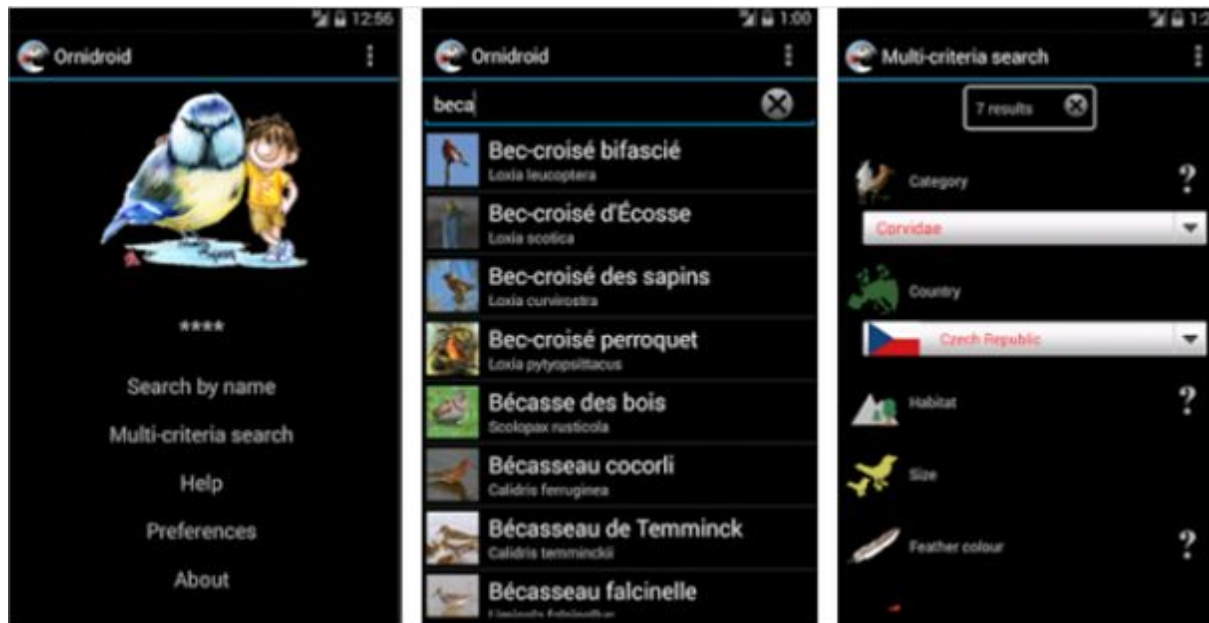 12:56
Ornidroid
****
Search by name
Multi-criteria search
Help
Preferences
About
1:00
Ornidroid
beca
Bec-croisé bifascié
Loxia leucoptera
Bec-croisé d'Écosse
Loxia scotica
Bec-croisé des sapins
Loxia curvirostra
Bec-croisé perroquet
Loxia pytyopsittacus
Bécasse des bois
Scolopax rusticola
Bécasseau cocorli
Calidris ferruginea
Bécasseau de Temminck
Calidris temminckii
Bécasseau falcinelle
1:2
Multi-criteria search
7 results
Category
?
Corvidae
Country
Czech Republic
Habitat
?
Size
Feather colour
?